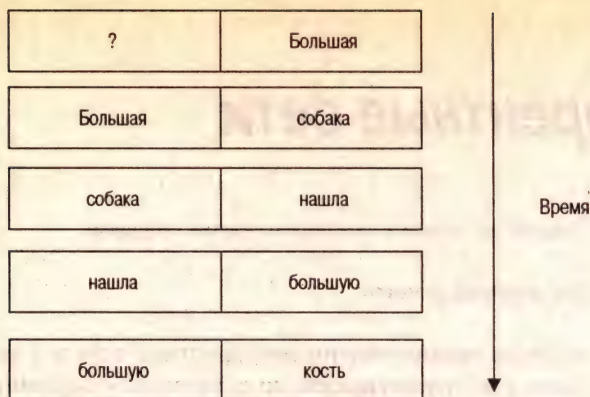 ? Большая
Большая собака
собака нашла
Время
нашла большую
большую кость